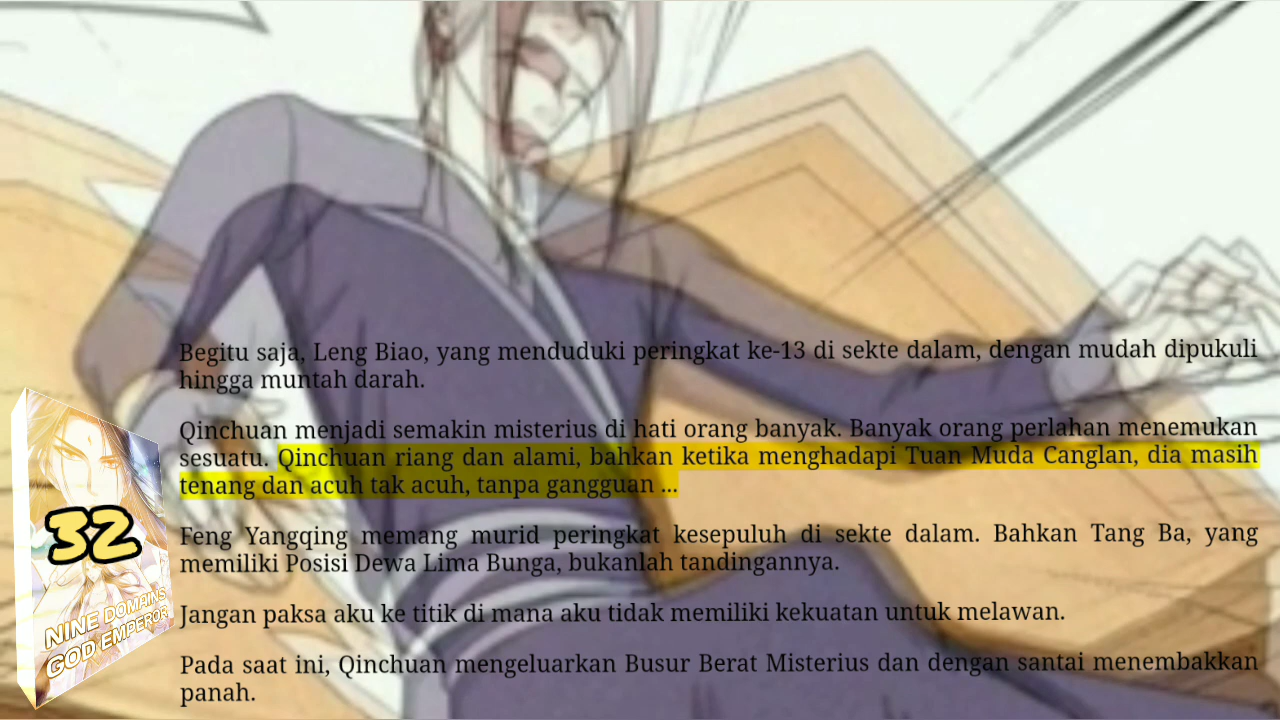 Begitu saja, Leng Biao, yang menduduki peringkat ke-13 di sekte dalam, dengan mudah dipukuli
hingga muntah darah.
Qinchuan menjadi semakin misterius di hati orang banyak. Banyak orang perlahan menemukan
sesuatu. Qinchuan riang dan alami, bahkan ketika menghadapi Tuan Muda Canglan, dia masih
tenang dan acuh tak acuh, tanpa gangguan ...
Feng Yangqing memang murid peringkat kesepuluh di sekte dalam. Bahkan Tang Ba, yang
memiliki Posisi Dewa Lima Bunga, bukanlah tandingannya.
Jangan paksa aku ke titik di mana aku tidak memiliki kekuatan untuk melawan.
Pada saat ini, Qinchuan mengeluarkan Busur Berat Misterius dan dengan santai menembakkan
panah.
32
NINE DOMAINS
GOD EMPEROR